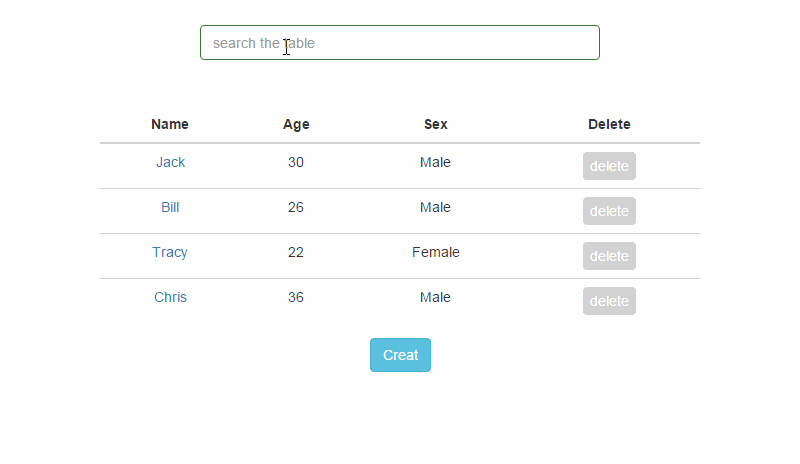 search the table
Name Age Sex Delete
Jack 30 Male delete
Bill 26 Male delete
Tracy 22 Female delete
Chris 36 Male delete
Creat